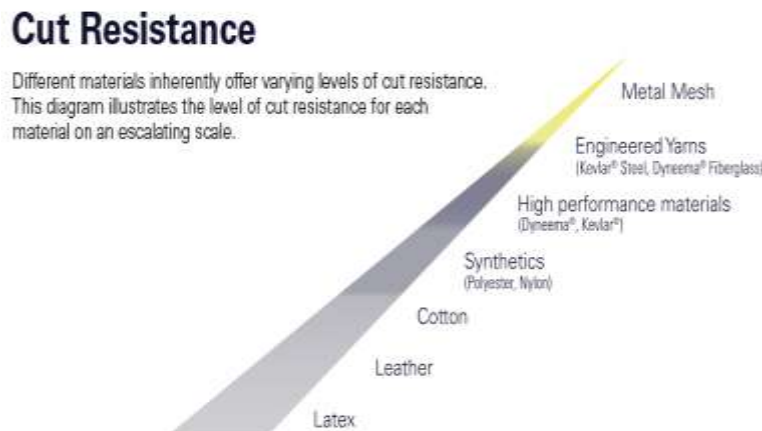 Cut Resistance
Different materials inherently offer varying levels of cut resistance.
This diagram illustrates the level of cut resistance for each
material on an escalating scale.
Metal Mesh
Engineered Yarns
(Kevlar® Steel, Dyneema® Fiberglass)
High performance materials
(Dyneema®, Kevlar®)
Synthetics
(Polyester, Nylon)
Cotton
Leather
Latex